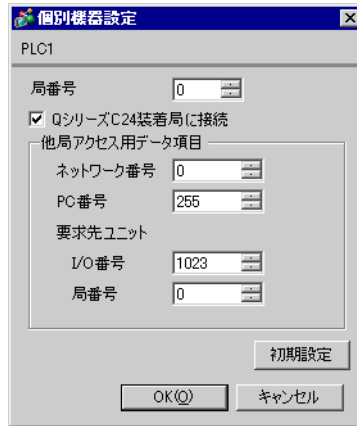 個別機器設定
PLC1
局番号 0
QシリーズC24装着局に接続
他局アクセス用データ項目
ネットワーク番号 0
PC番号 255
要求先ユニット
I/O番号 1023
局番号 0
初期設定
OK(O) キャンセル